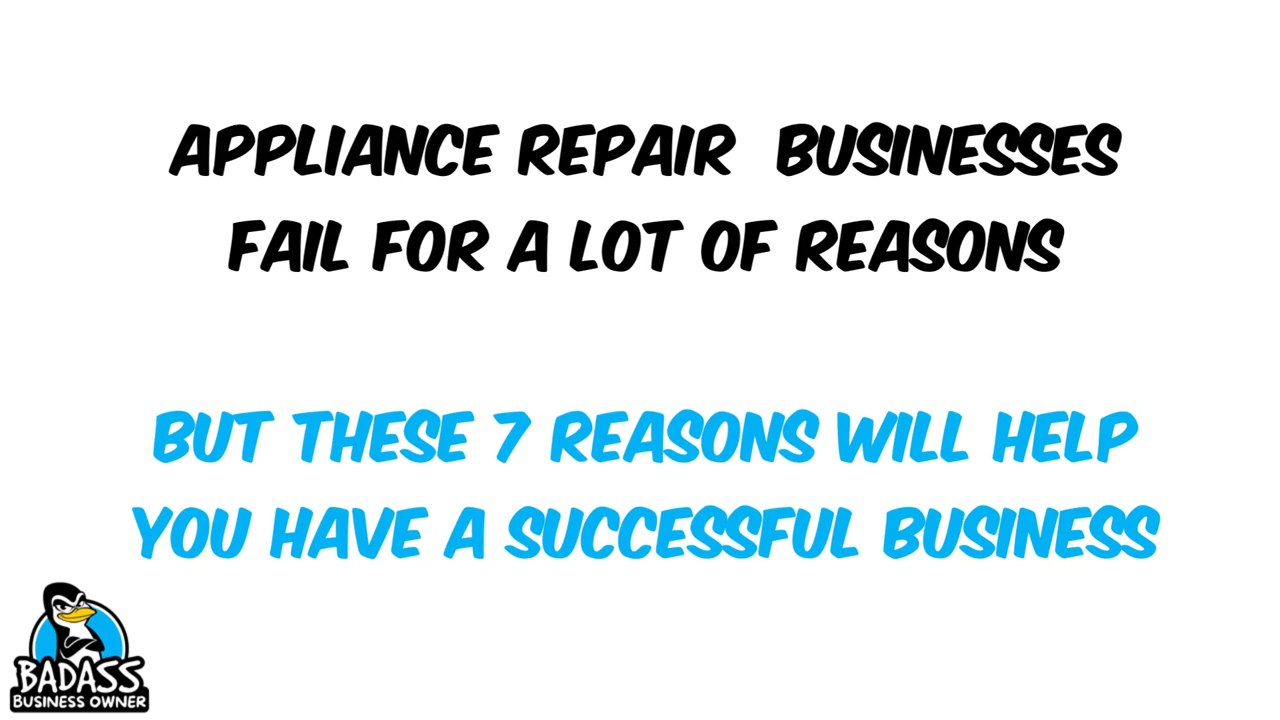 APPLIANCE REPAIR BUSINESSES
FAIL FOR A LOT OF REASONS
BUT THESE 7 REASONS WILL HELP
YOU HAVE A SUCCESSFUL BUSINESS
BADASS
BUSINESS OWNER